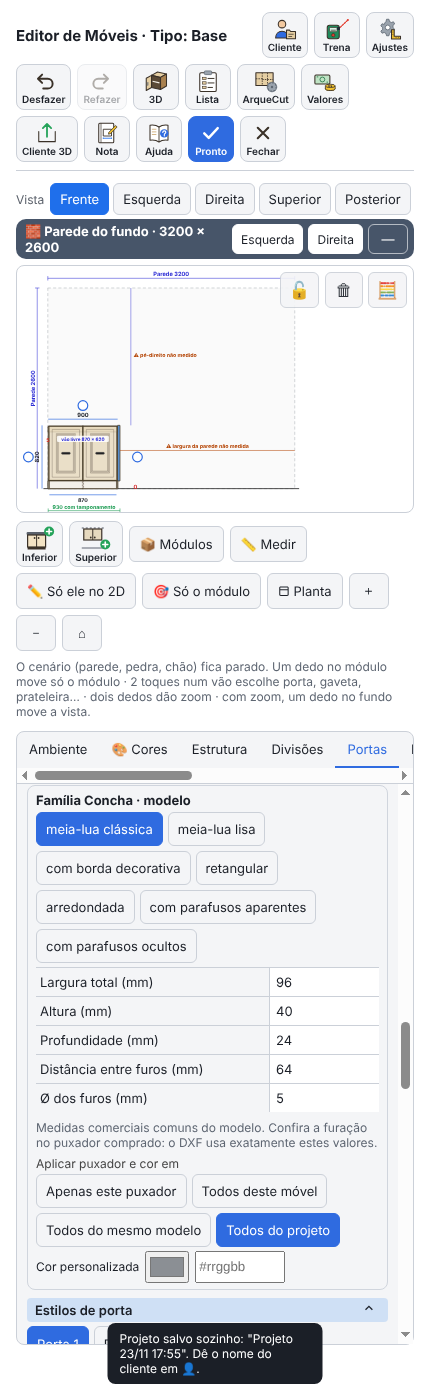 Editor de Móveis · Tipo: Base
Cliente
Trena
Ajustes
Desfazer
Refazer
3D
Lista
ArqueCut
Valores
Cliente 3D
Nota
Ajuda
Pronto
Fechar
Vista
Frente
Esquerda
Direita
Superior
Posterior
🧱 Parede do fundo · 3200 ×
2600
Esquerda
Direita
—
Parede 3200
⚠ pé-direito não medido
Parede 2600
900
vão livre 870 × 820
⚠ largura da parede não medida
820
0
870
930 com tamponamento
Inferior
Superior
📦 Módulos
📏 Medir
✏️ Só ele no 2D
🎯 Só o módulo
Planta
+
−
⌂
O cenário (parede, pedra, chão) fica parado. Um dedo no módulo
move só o módulo · 2 toques num vão escolhe porta, gaveta,
prateleira… · dois dedos dão zoom · com zoom, um dedo no fundo
move a vista.
Ambiente
🎨 Cores
Estrutura
Divisões
Portas
Família Concha · modelo
meia-lua clássica
meia-lua lisa
com borda decorativa
retangular
arredondada
com parafusos aparentes
com parafusos ocultos
Largura total (mm) 96
Altura (mm) 40
Profundidade (mm) 24
Distância entre furos (mm) 64
Ø dos furos (mm) 5
Medidas comerciais comuns do modelo. Confira a furação
no puxador comprado: o DXF usa exatamente estes valores.
Aplicar puxador e cor em
Apenas este puxador
Todos deste móvel
Todos do mesmo modelo
Todos do projeto
Cor personalizada
#rrggbb
Estilos de porta
Porta 1
Projeto salvo sozinho: "Projeto
23/11 17:55". Dê o nome do
cliente em 👤.